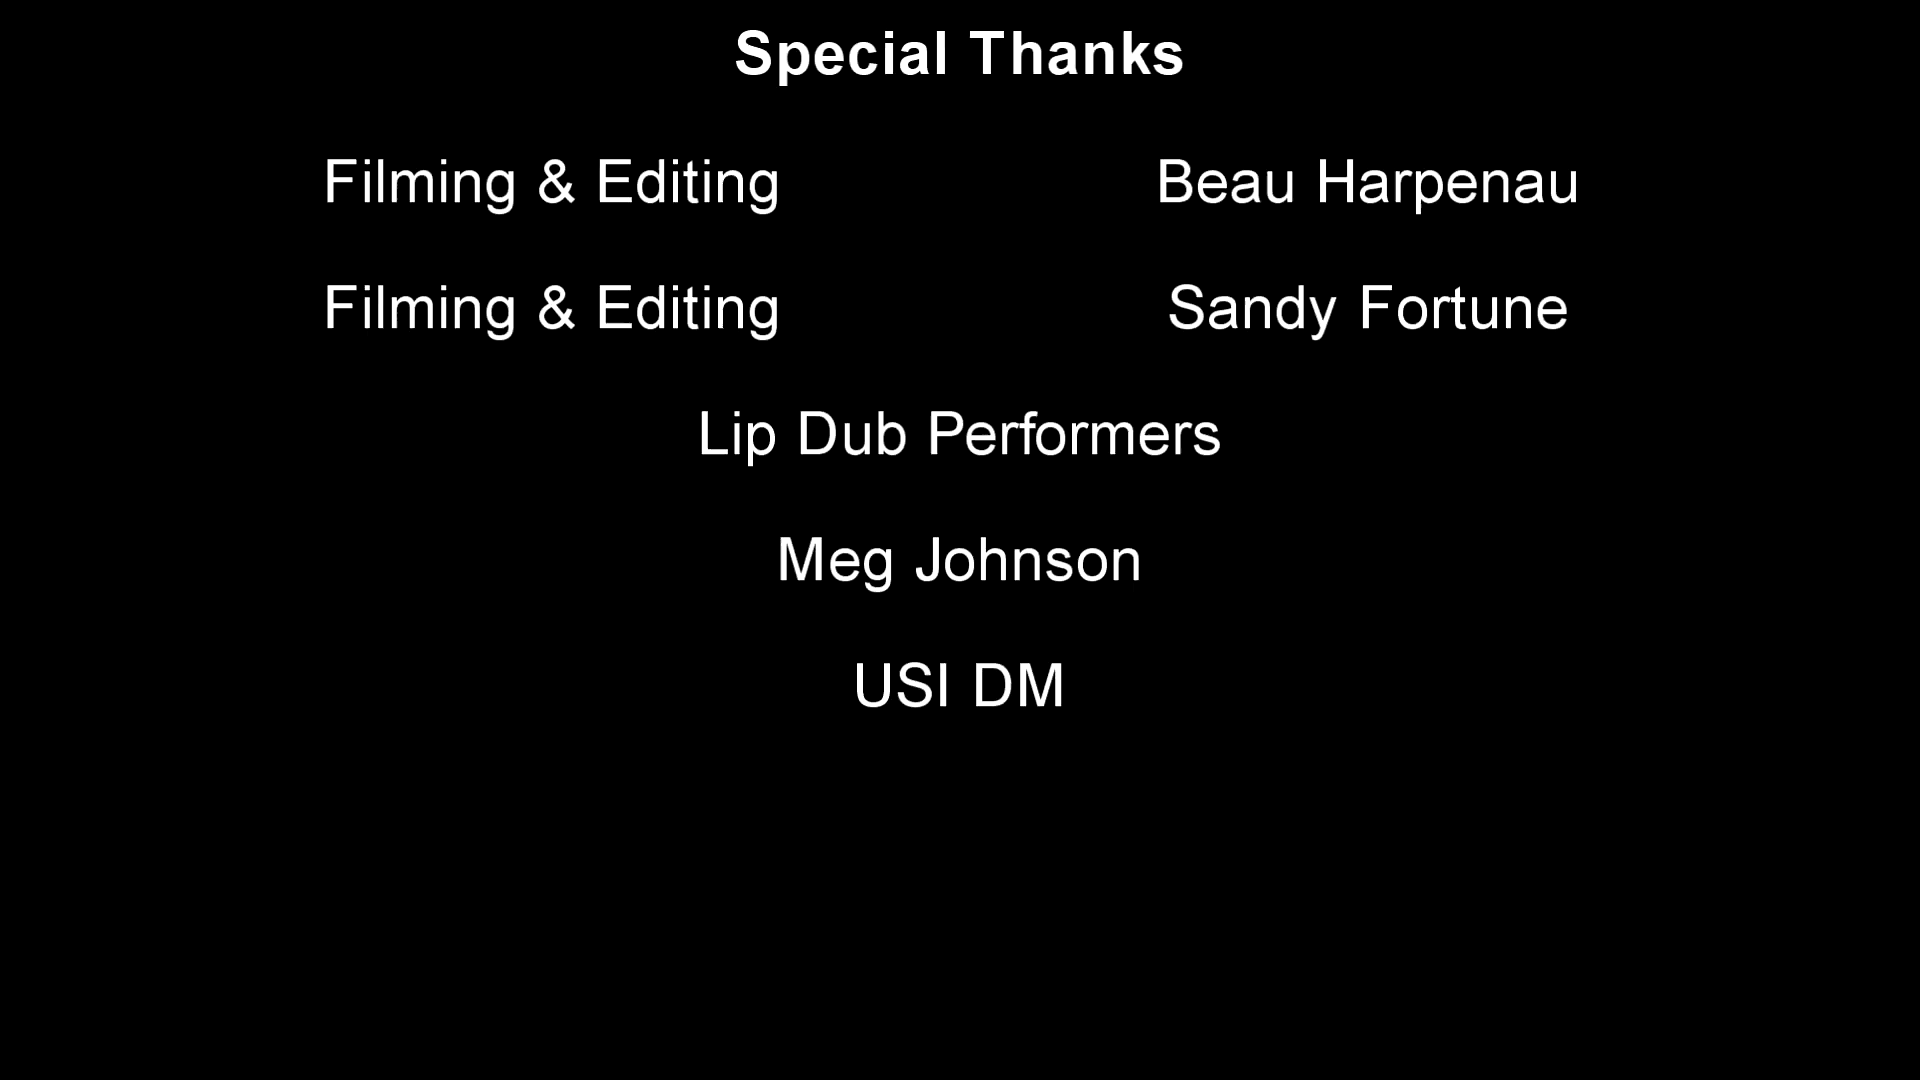 Special Thanks
Filming & Editing Beau Harpenau
Filming & Editing Sandy Fortune
Lip Dub Performers
Meg Johnson
USI DM